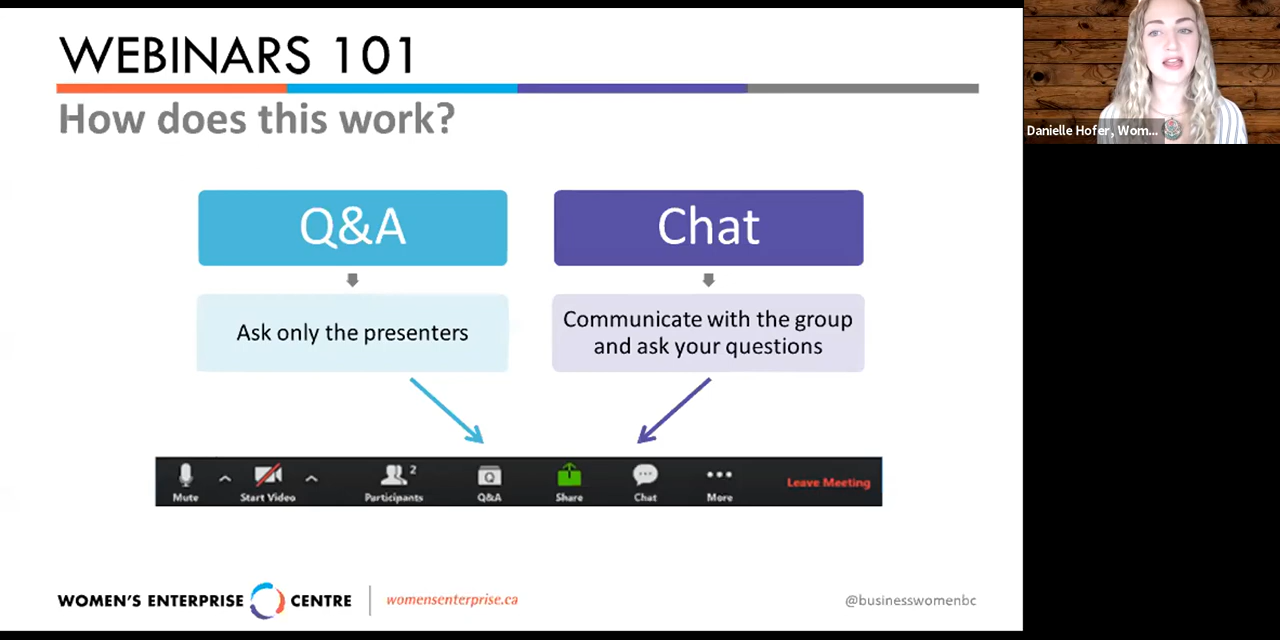 WEBINARS 101
How does this work?
Q&A
Chat
Ask only the presenters
Communicate with the group
and ask your questions
Mute
Start Video
Participants
2
Q
Q&A
Share
Chat
More
Leave Meeting
WOMEN'S ENTERPRISE CENTRE
womensenterprise.ca
@businesswomenbc
Danielle Hofer, Wom...